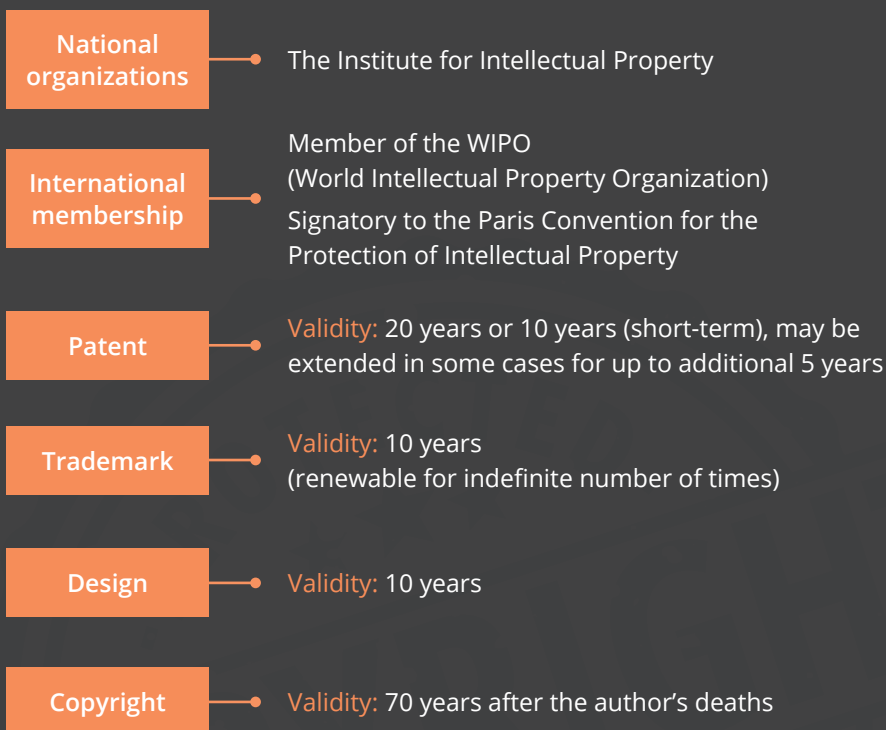 National
organizations
The Institute for Intellectual Property
International
membership
Member of the WIPO
(World Intellectual Property Organization)
Signatory to the Paris Convention for the
Protection of Intellectual Property
Patent
Validity: 20 years or 10 years (short-term), may be
extended in some cases for up to additional 5 years
Trademark
Validity: 10 years
(renewable for indefinite number of times)
Design
Validity: 10 years
Copyright
Validity: 70 years after the author’s deaths